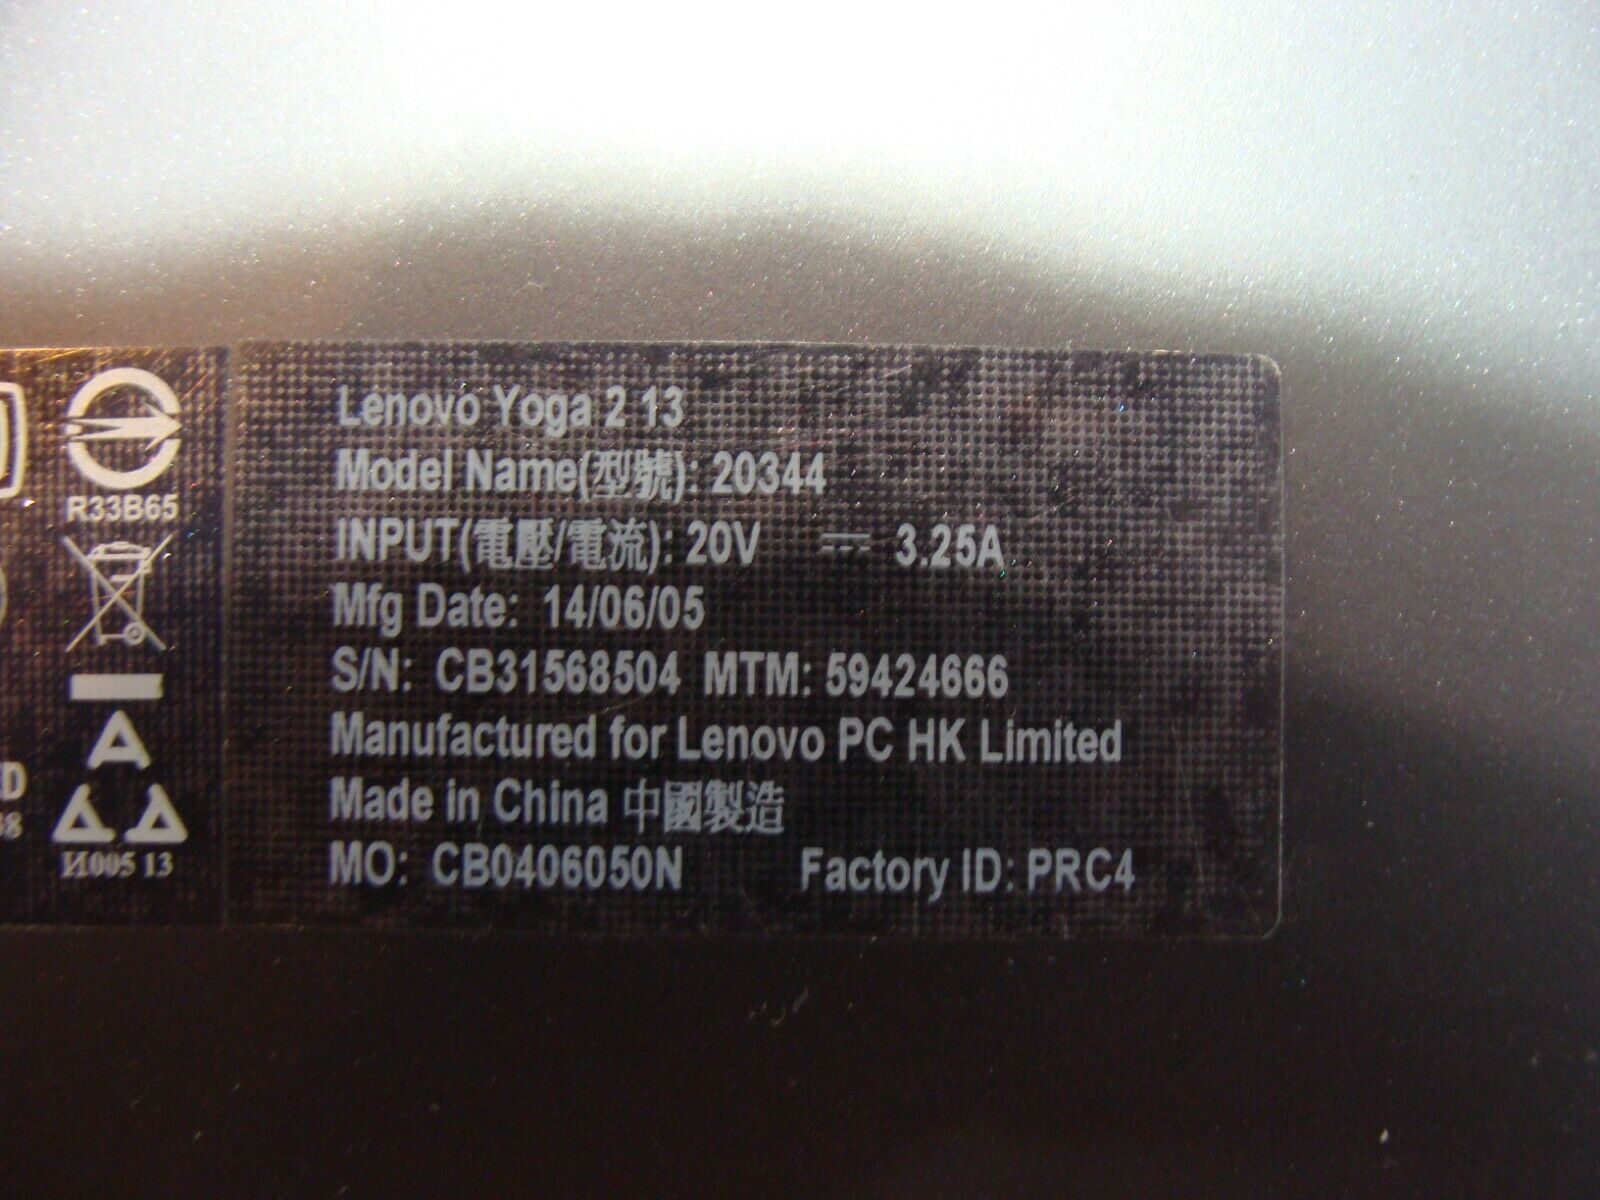 R33B65
И005 13
Lenovo Yoga 2 13
Model Name(型號): 20344
INPUT(電壓/電流): 20V ⎓ 3.25A
Mfg Date: 14/06/05
S/N: CB31568504 MTM: 59424666
Manufactured for Lenovo PC HK Limited
Made in China 中國製造
MO: CB0406050N Factory ID: PRC4